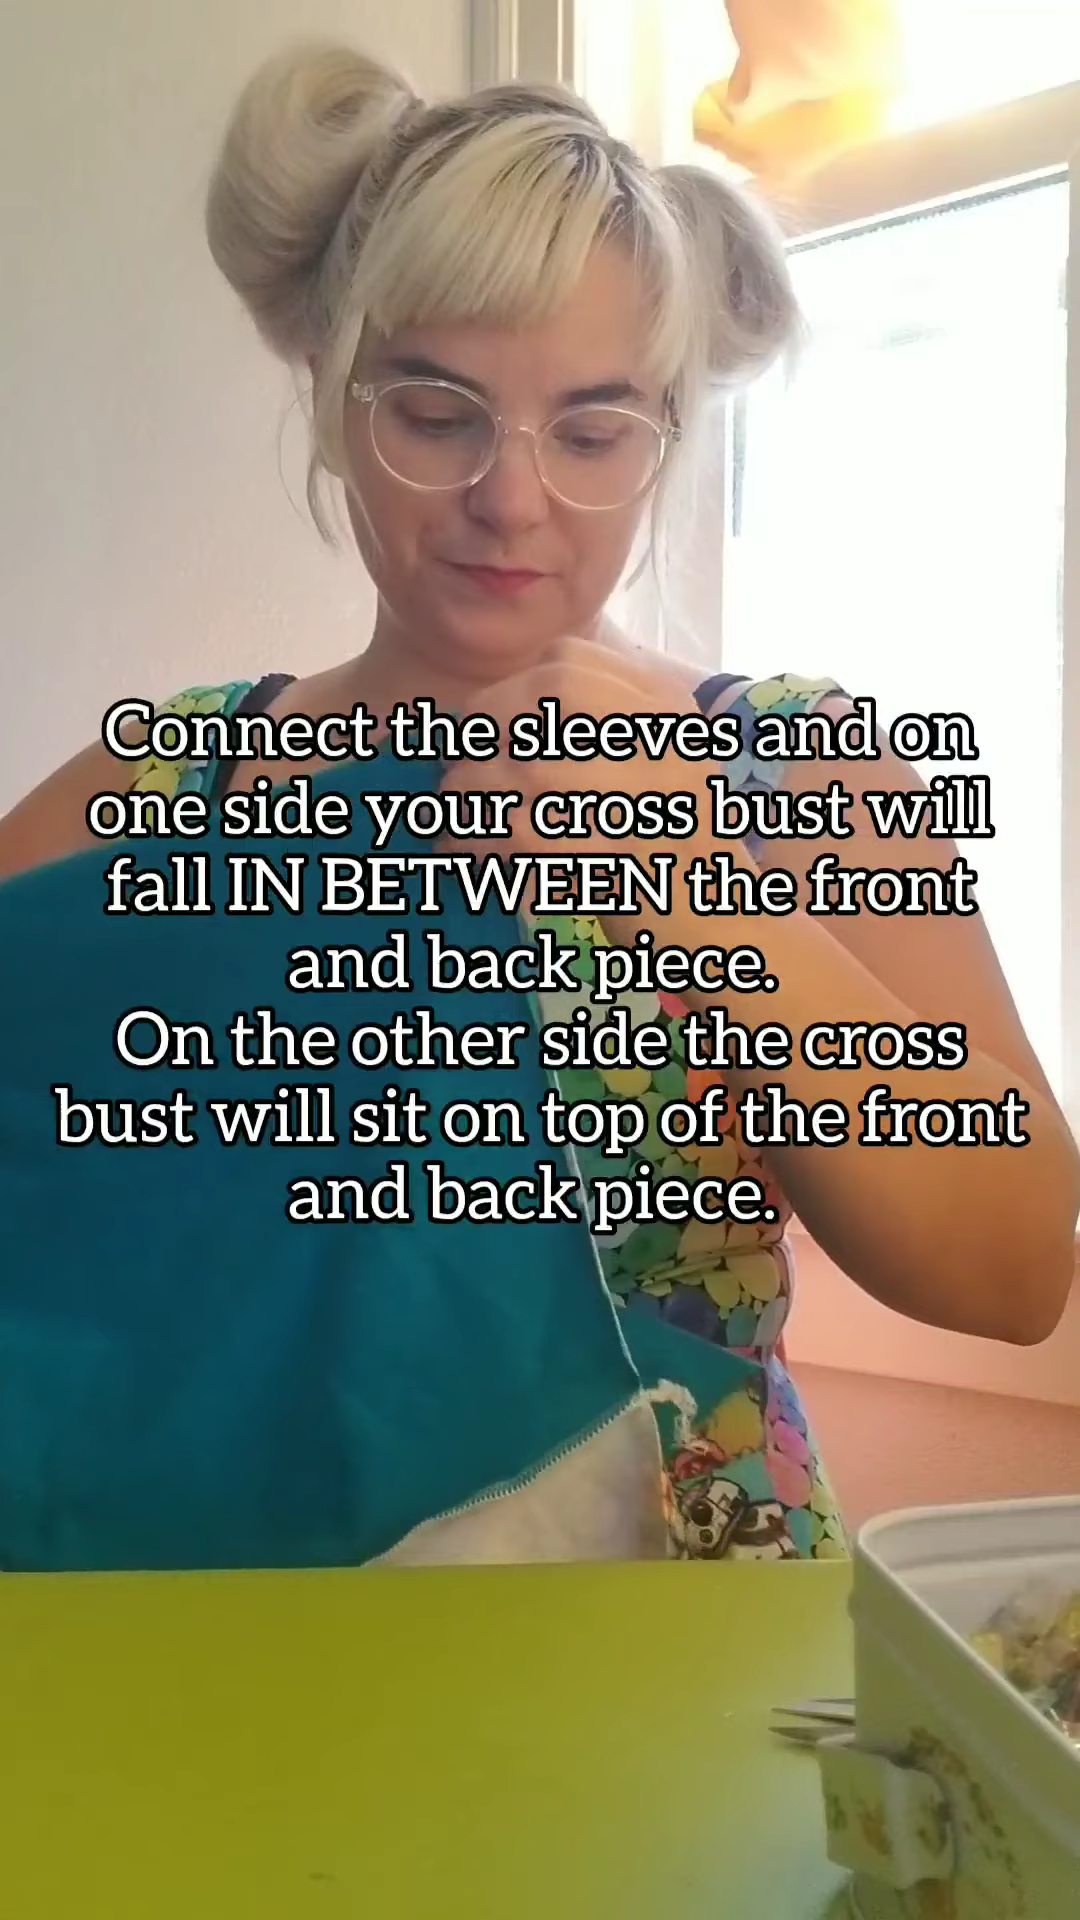 Connect the sleeves and on
one side your cross bust will
fall IN BETWEEN the front
and back piece.
On the other side the cross
bust will sit on top of the front
and back piece.